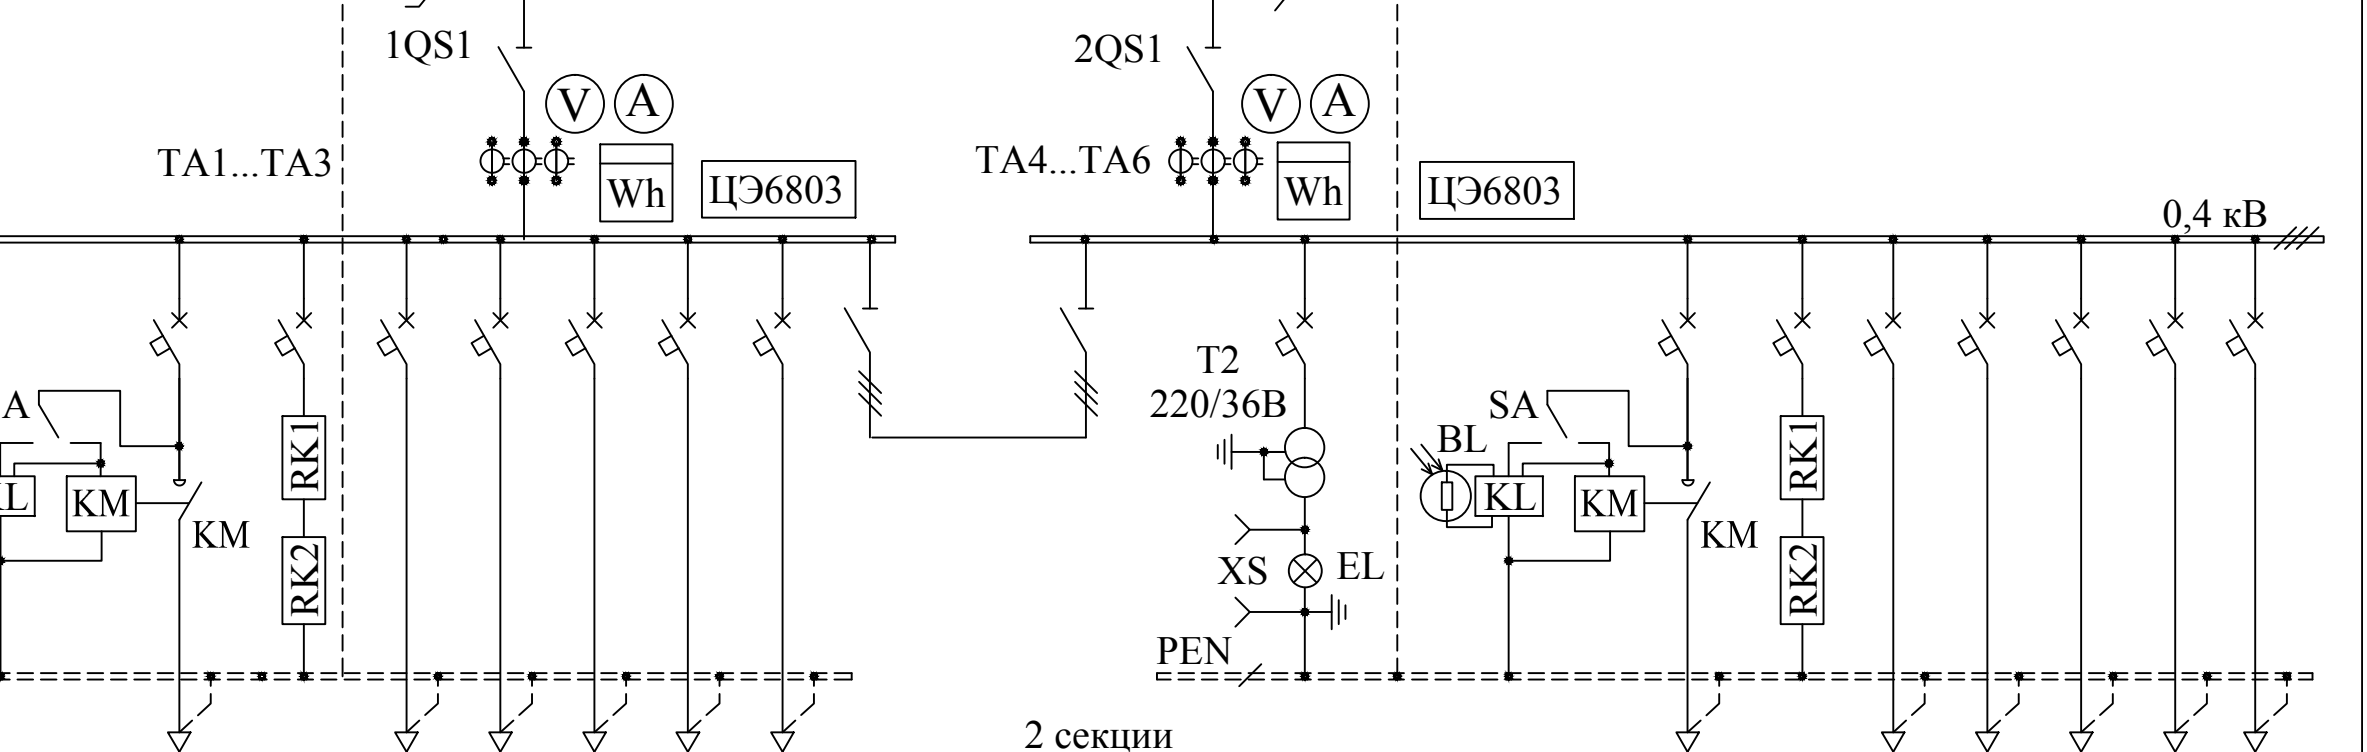 1QS1
2QS1
V A
V A
TA1...TA3
Wh
ЦЭ6803
TA4...TA6
Wh
ЦЭ6803
0,4 кВ
T2
220/36В
A
KM
KM
RK1
RK2
BL
SA
KL
KM
KM
RK1
RK2
XS
EL
PEN
2 секции